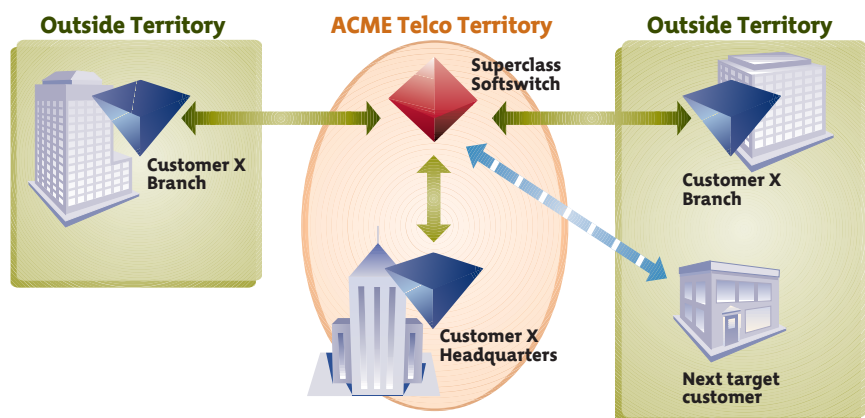 Outside Territory
ACME Telco Territory
Outside Territory
Superclass
Softswitch
Customer X
Branch
Customer X
Branch
Customer X
Headquarters
Next target
customer